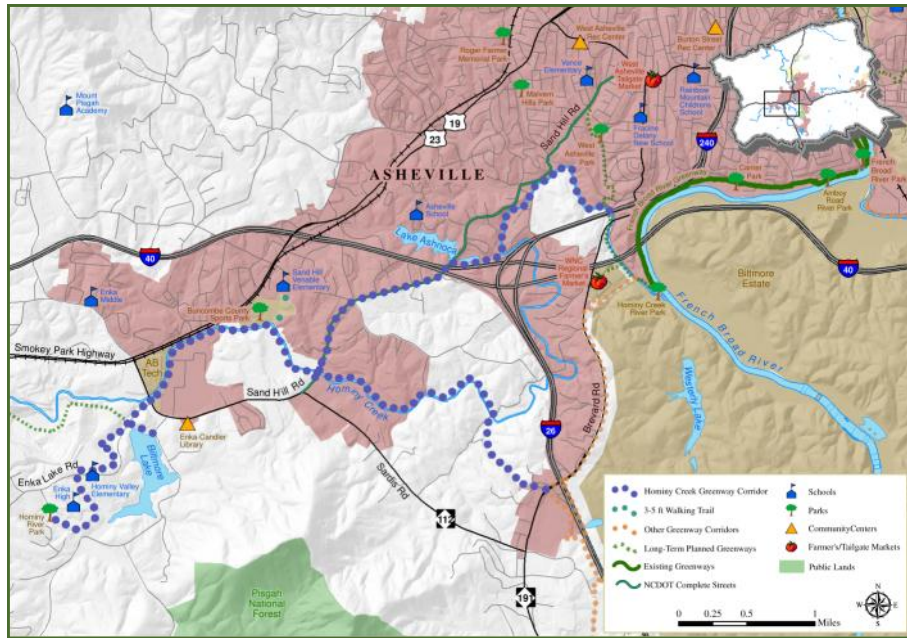 West Asheville
Rec Center
Burton Street
Rec Center
Roger Farmer
Memorial Park
Vance
Elementary
West
Asheville
Tailgate
Market
Rainbow
Mountain
Children's
School
Mount
Pisgah
Academy
Malvern
Hills Park
Sand Hill Rd
Francine
Delany
New School
19
23
240
West
Asheville
Park
ASHEVILLE
French Broad River Greenway
Carrier
Park
French
Broad
River Park
Amboy
Road
River Park
Asheville
School
Lake Ashnoca
40
WNC
Regional
Farmer's
Market
40
Biltmore
Estate
Sand Hill
Venable
Elementary
Enka
Middle
Buncombe County
Sports Park
Hominy Creek
River Park
French Broad
River
Smokey Park Highway
AB
Tech
Sand Hill Rd
Hominy
Creek
Westerly Lake
Brevard Rd
26
Enka Candler
Library
Biltmore
Lake
Enka Lake Rd
Sardis Rd
Enka
High
Hominy Valley
Elementary
Hominy
River
Park
112
191
Pisgah
National
Forest
Hominy Creek Greenway Corridor
3-5 ft Walking Trail
Other Greenway Corridors
Long-Term Planned Greenways
Existing Greenways
NCDOT Complete Streets
Schools
Parks
CommunityCenters
Farmer's/Tailgate Markets
Public Lands
N
W
E
S
0 0.25 0.5 1
Miles